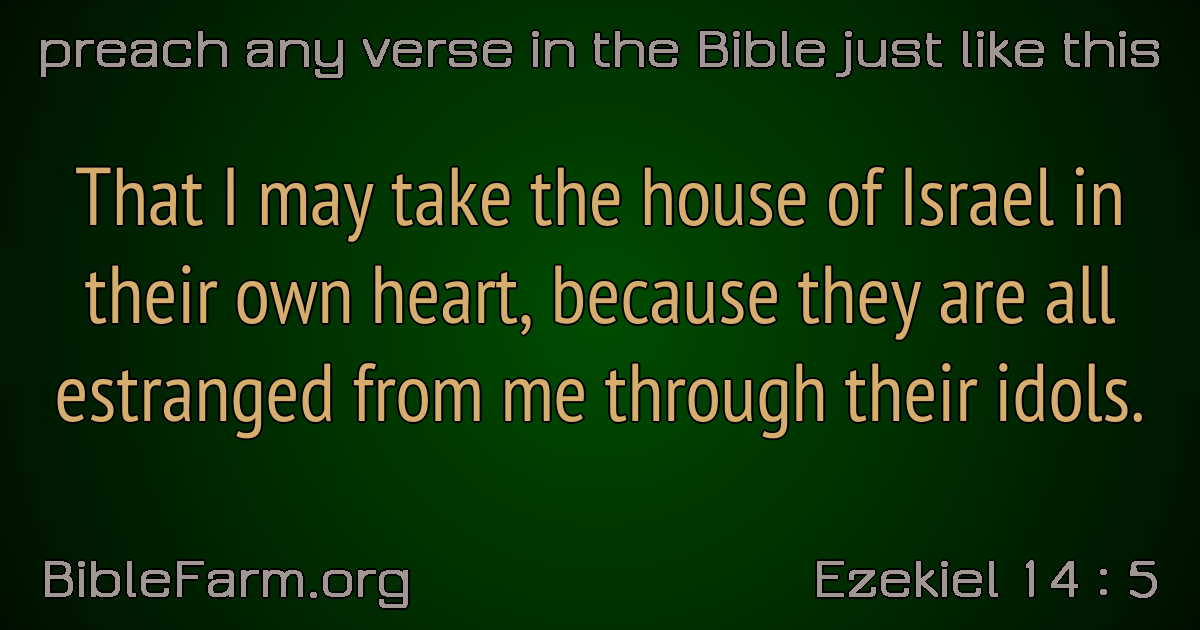 preach any verse in the Bible just like this
That I may take the house of Israel in
their own heart, because they are all
estranged from me through their idols.
BibleFarm.org
Ezekiel 14 : 5